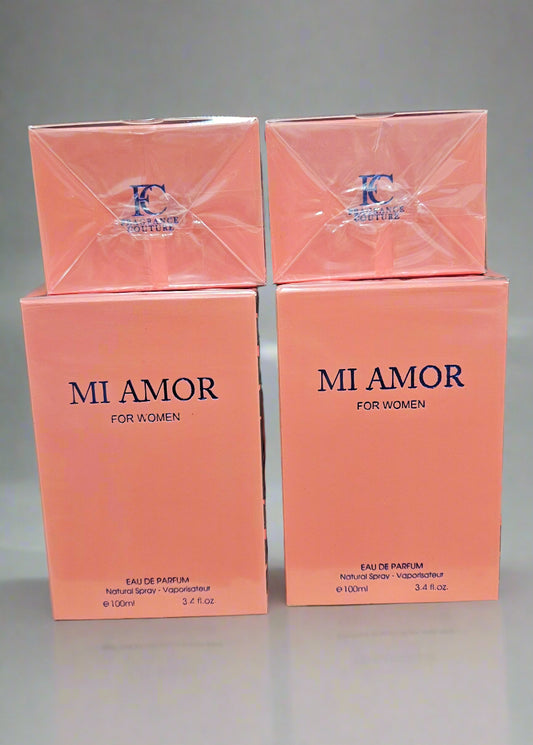 FC
FRAGRANCE
COUTURE
FC
FRAGRANCE
COUTURE
MI AMOR
FOR WOMEN
EAU DE PARFUM
Natural Spray - Vaporisateur
e 100ml 3.4 fl.oz.
MI AMOR
FOR WOMEN
EAU DE PARFUM
Natural Spray - Vaporisateur
e 100ml 3.4 fl.oz.